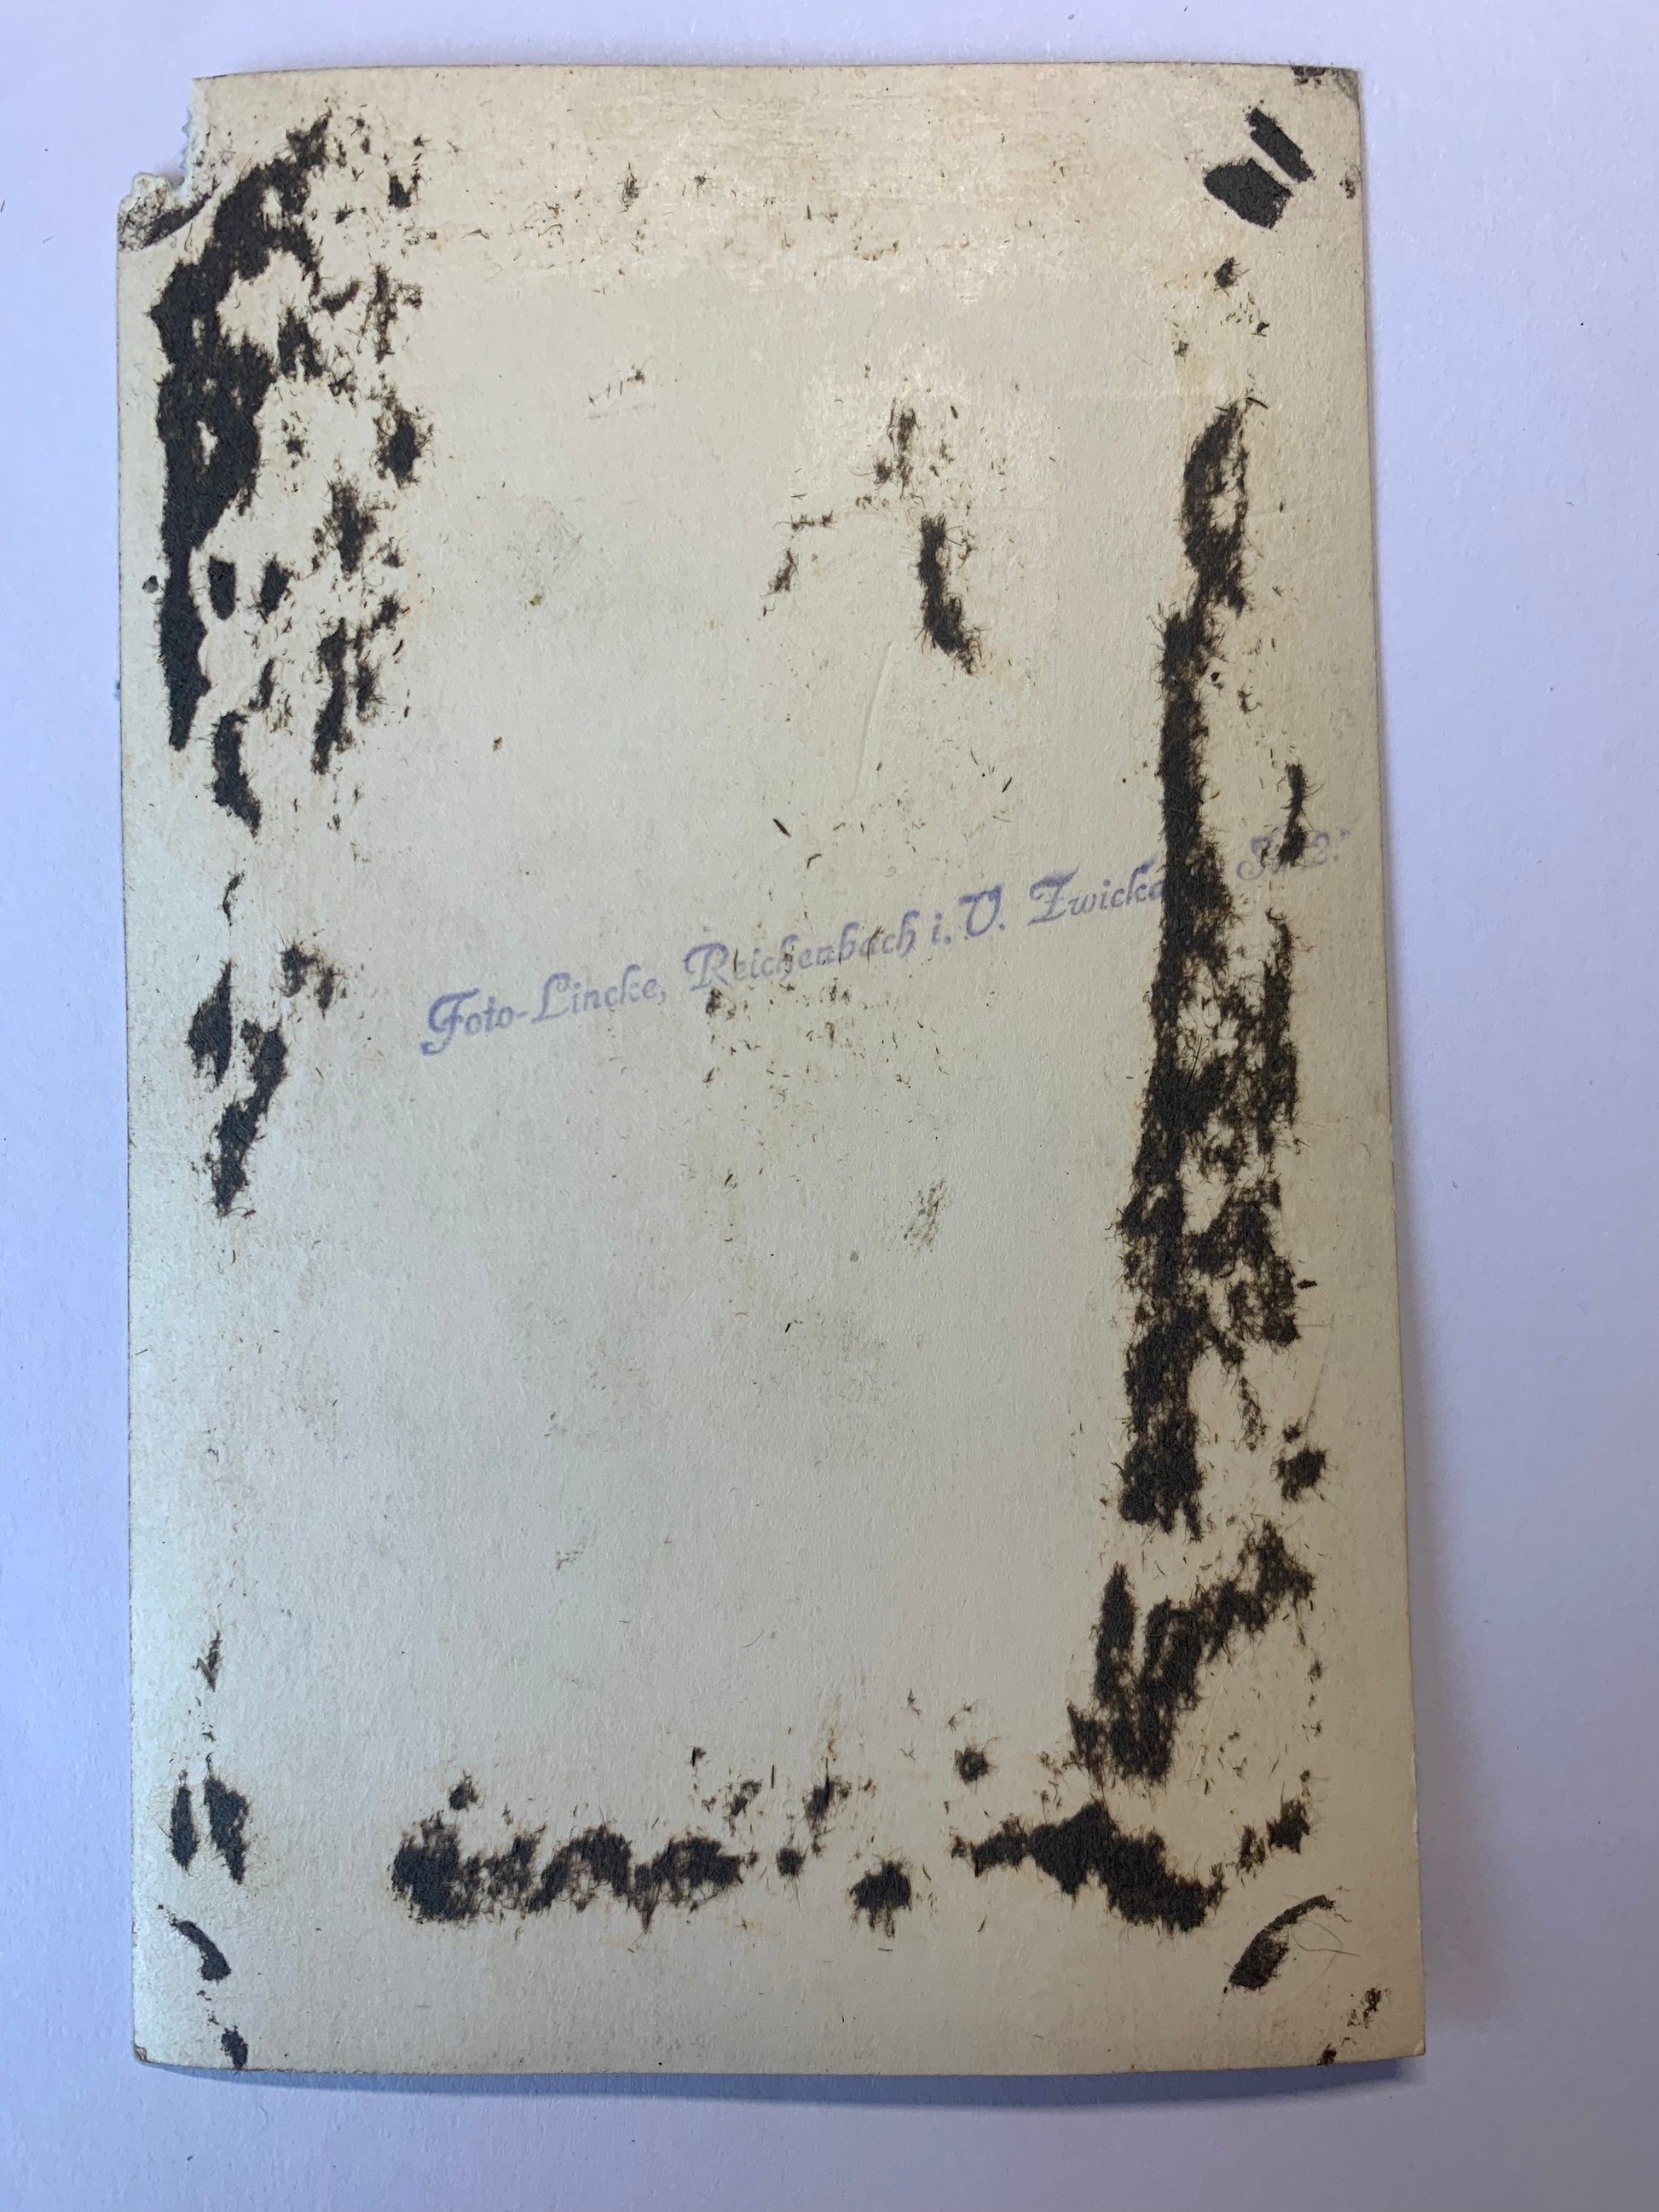 Foto-Lincke, Reichenbach i. V. Zwicka